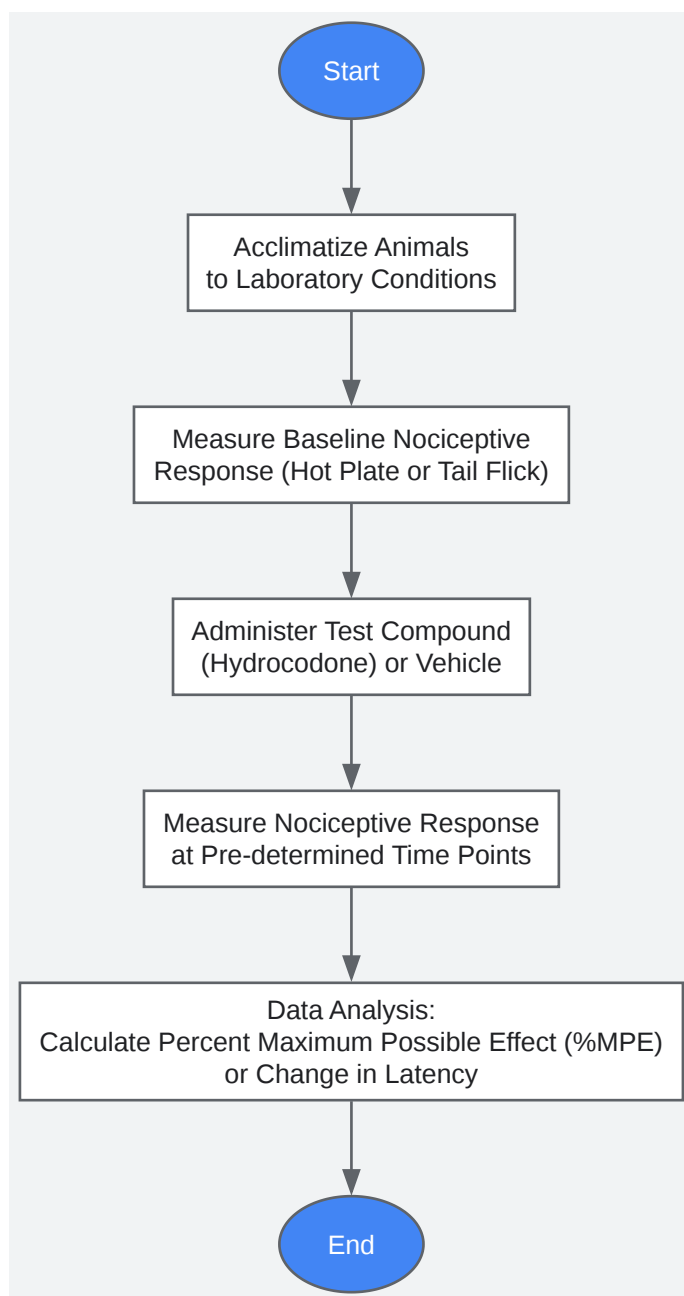 Start
Acclimatize Animals
to Laboratory Conditions
Measure Baseline Nociceptive
Response (Hot Plate or Tail Flick)
Administer Test Compound
(Hydrocodone) or Vehicle
Measure Nociceptive Response
at Pre-determined Time Points
Data Analysis:
Calculate Percent Maximum Possible Effect (%MPE)
or Change in Latency
End